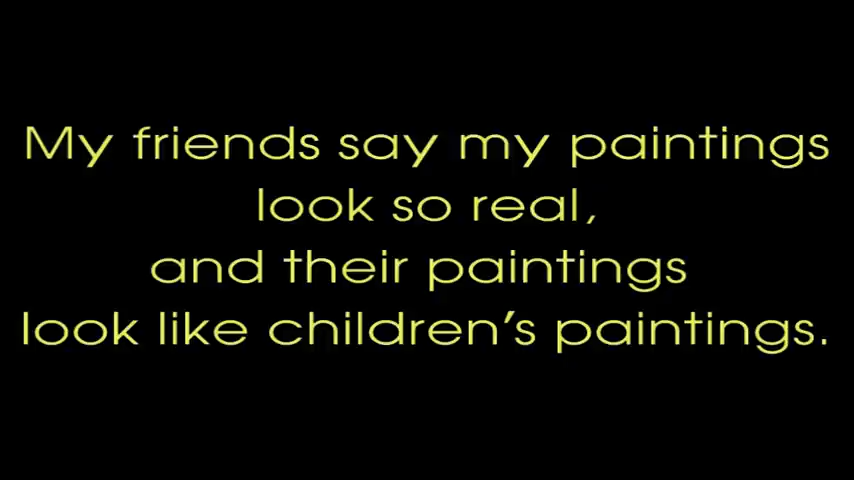 My friends say my paintings
look so real,
and their paintings
look like children’s paintings.